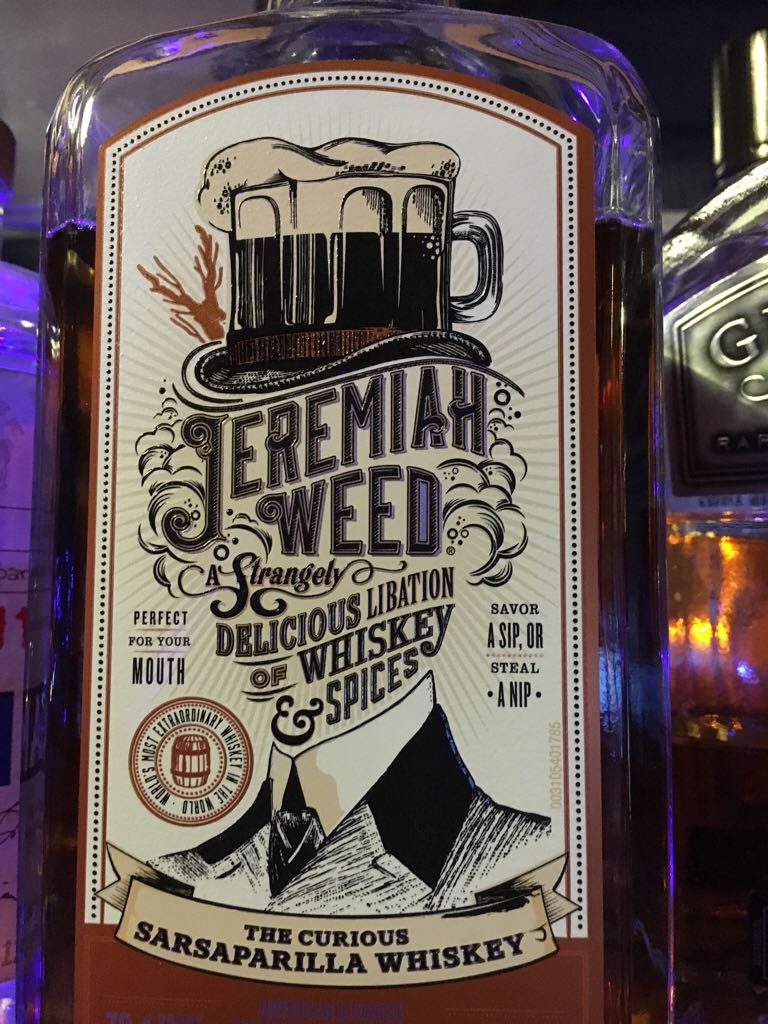 JEREMIAH
WEED®
A Strangely
DELICIOUS LIBATION
OF WHISKEY
& SPICES
PERFECT
FOR YOUR
MOUTH
SAVOR
A SIP, OR
STEAL
• A NIP •
WORLD'S MOST EXTRAORDINARY WHISKEY IN THE WORLD •
003105401785
THE CURIOUS
SARSAPARILLA WHISKEY